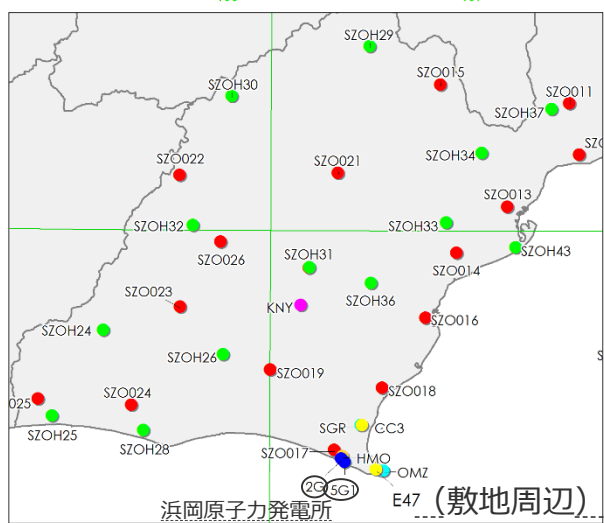 SZOH29
SZO015
SZOH30
SZO011
SZOH37
SZO022
SZO021
SZOH34
SZO013
SZOH32
SZOH33
SZO026
SZOH31
SZO014
SZOH43
SZOH36
SZO023
KNY
SZO016
SZOH24
SZOH26
SZO019
SZO018
025
SZO024
SGR
CC3
SZOH25
SZOH28
SZO017
HMO
OMZ
2G
5G1
E47
(敷地周辺)
浜岡原子力発電所